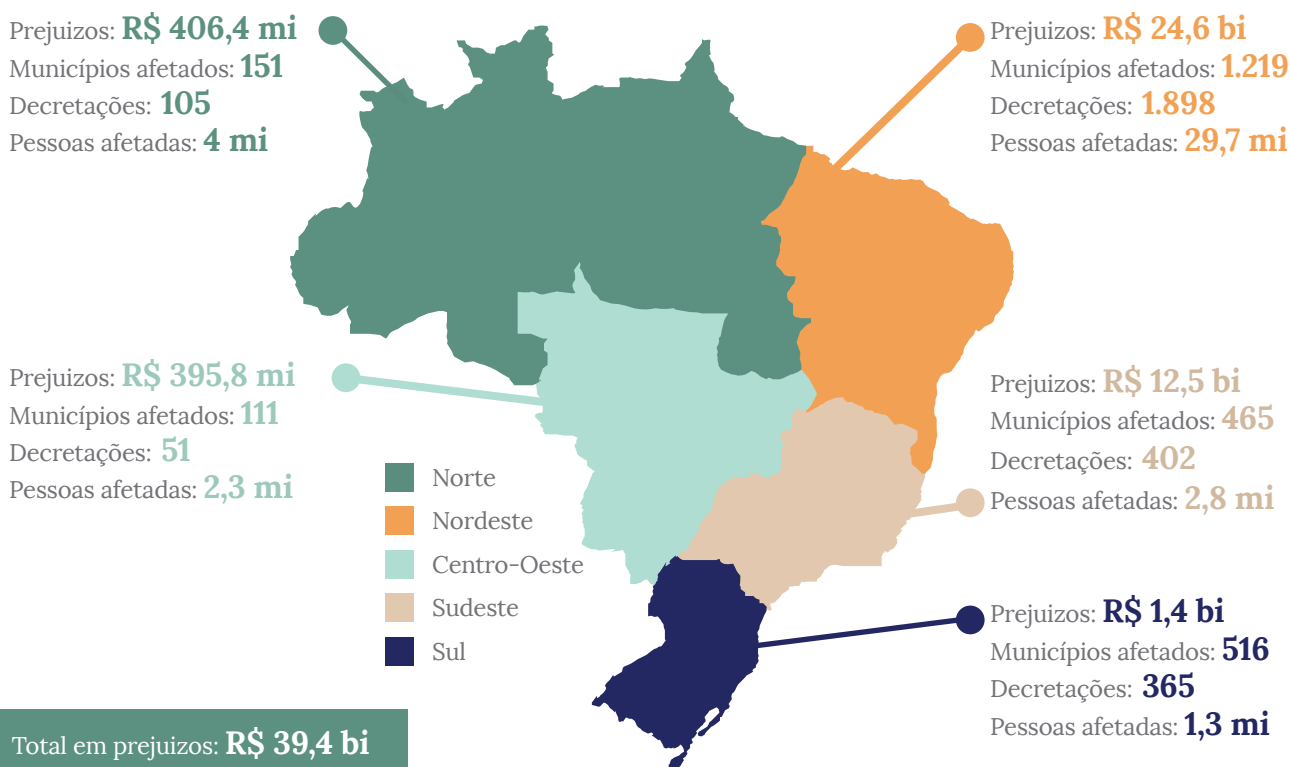 Prejuizos: R$ 406,4 mi
Municípios afetados: 151
Decretações: 105
Pessoas afetadas: 4 mi
Prejuizos: R$ 24,6 bi
Municípios afetados: 1.219
Decretações: 1.898
Pessoas afetadas: 29,7 mi
Prejuizos: R$ 395,8 mi
Municípios afetados: 111
Decretações: 51
Pessoas afetadas: 2,3 mi
Prejuizos: R$ 12,5 bi
Municípios afetados: 465
Decretações: 402
Pessoas afetadas: 2,8 mi
Norte
Nordeste
Centro-Oeste
Sudeste
Sul
Prejuizos: R$ 1,4 bi
Municípios afetados: 516
Decretações: 365
Pessoas afetadas: 1,3 mi
Total em prejuizos: R$ 39,4 bi